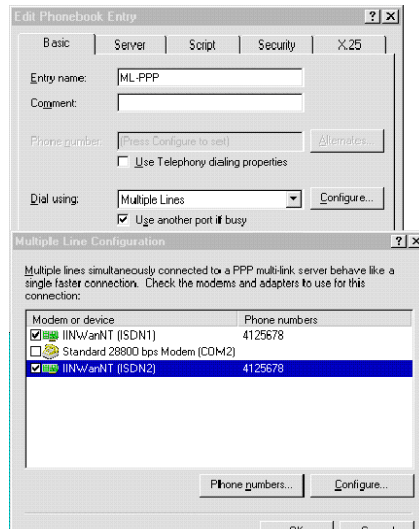 Edit Phonebook Entry
Basic Server Script Security X.25
Entry name: ML-PPP
Comment:
Phone number: (Press Configure to set) Alternates...
Use Telephony dialing properties
Dial using: Multiple Lines Configure...
Use another port if busy
Multiple Line Configuration
Multiple lines simultaneously connected to a PPP multi-link server behave like a
single faster connection. Check the modems and adapters to use for this
connection:
Modem or device Phone numbers
IINWanNT (ISDN1) 4125678
Standard 28800 bps Modem (COM2)
IINWanNT (ISDN2) 4125678
Phone numbers... Configure...